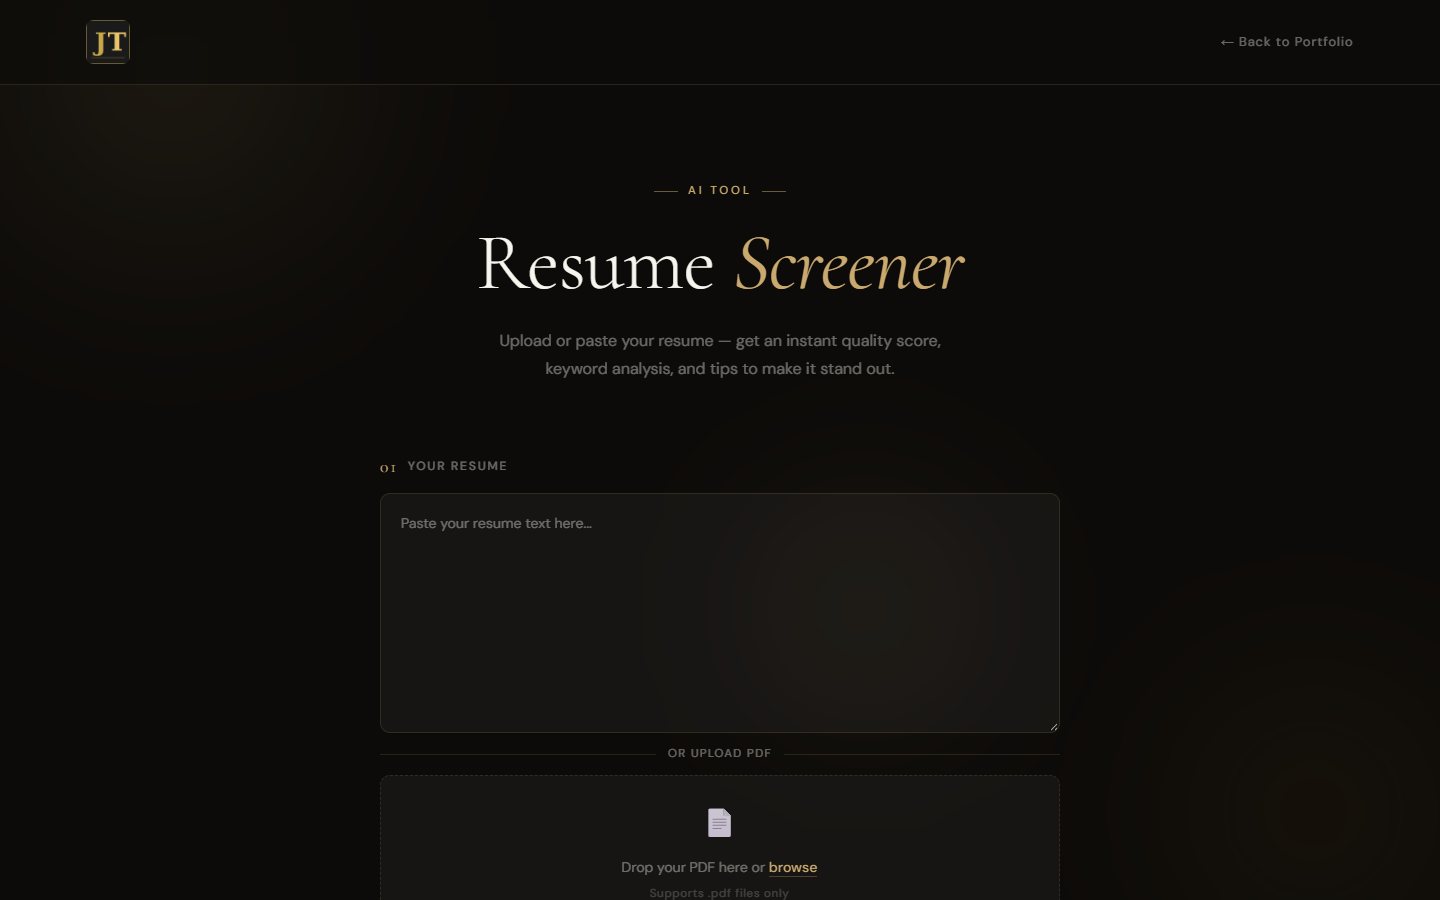 JT
← Back to Portfolio
AI TOOL
Resume Screener
Upload or paste your resume — get an instant quality score,
keyword analysis, and tips to make it stand out.
01 YOUR RESUME
Paste your resume text here...
OR UPLOAD PDF
Drop your PDF here or browse
Supports .pdf files only